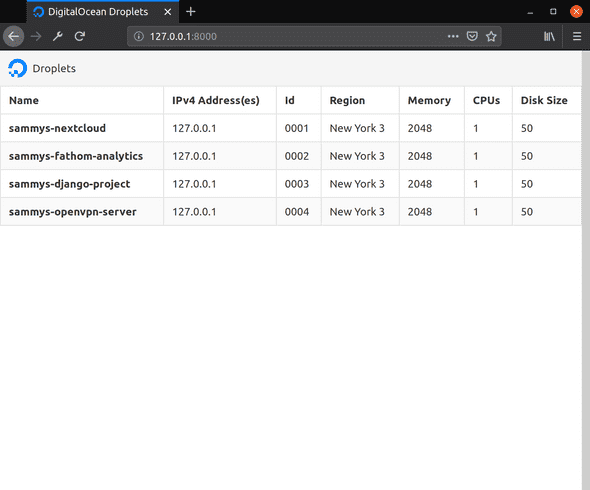 DigitalOcean Droplets
127.0.0.1:8000
Droplets
Name IPv4 Address(es) Id Region Memory CPUs Disk Size
sammys-nextcloud 127.0.0.1 0001 New York 3 2048 1 50
sammys-fathom-analytics 127.0.0.1 0002 New York 3 2048 1 50
sammys-django-project 127.0.0.1 0003 New York 3 2048 1 50
sammys-openvpn-server 127.0.0.1 0004 New York 3 2048 1 50